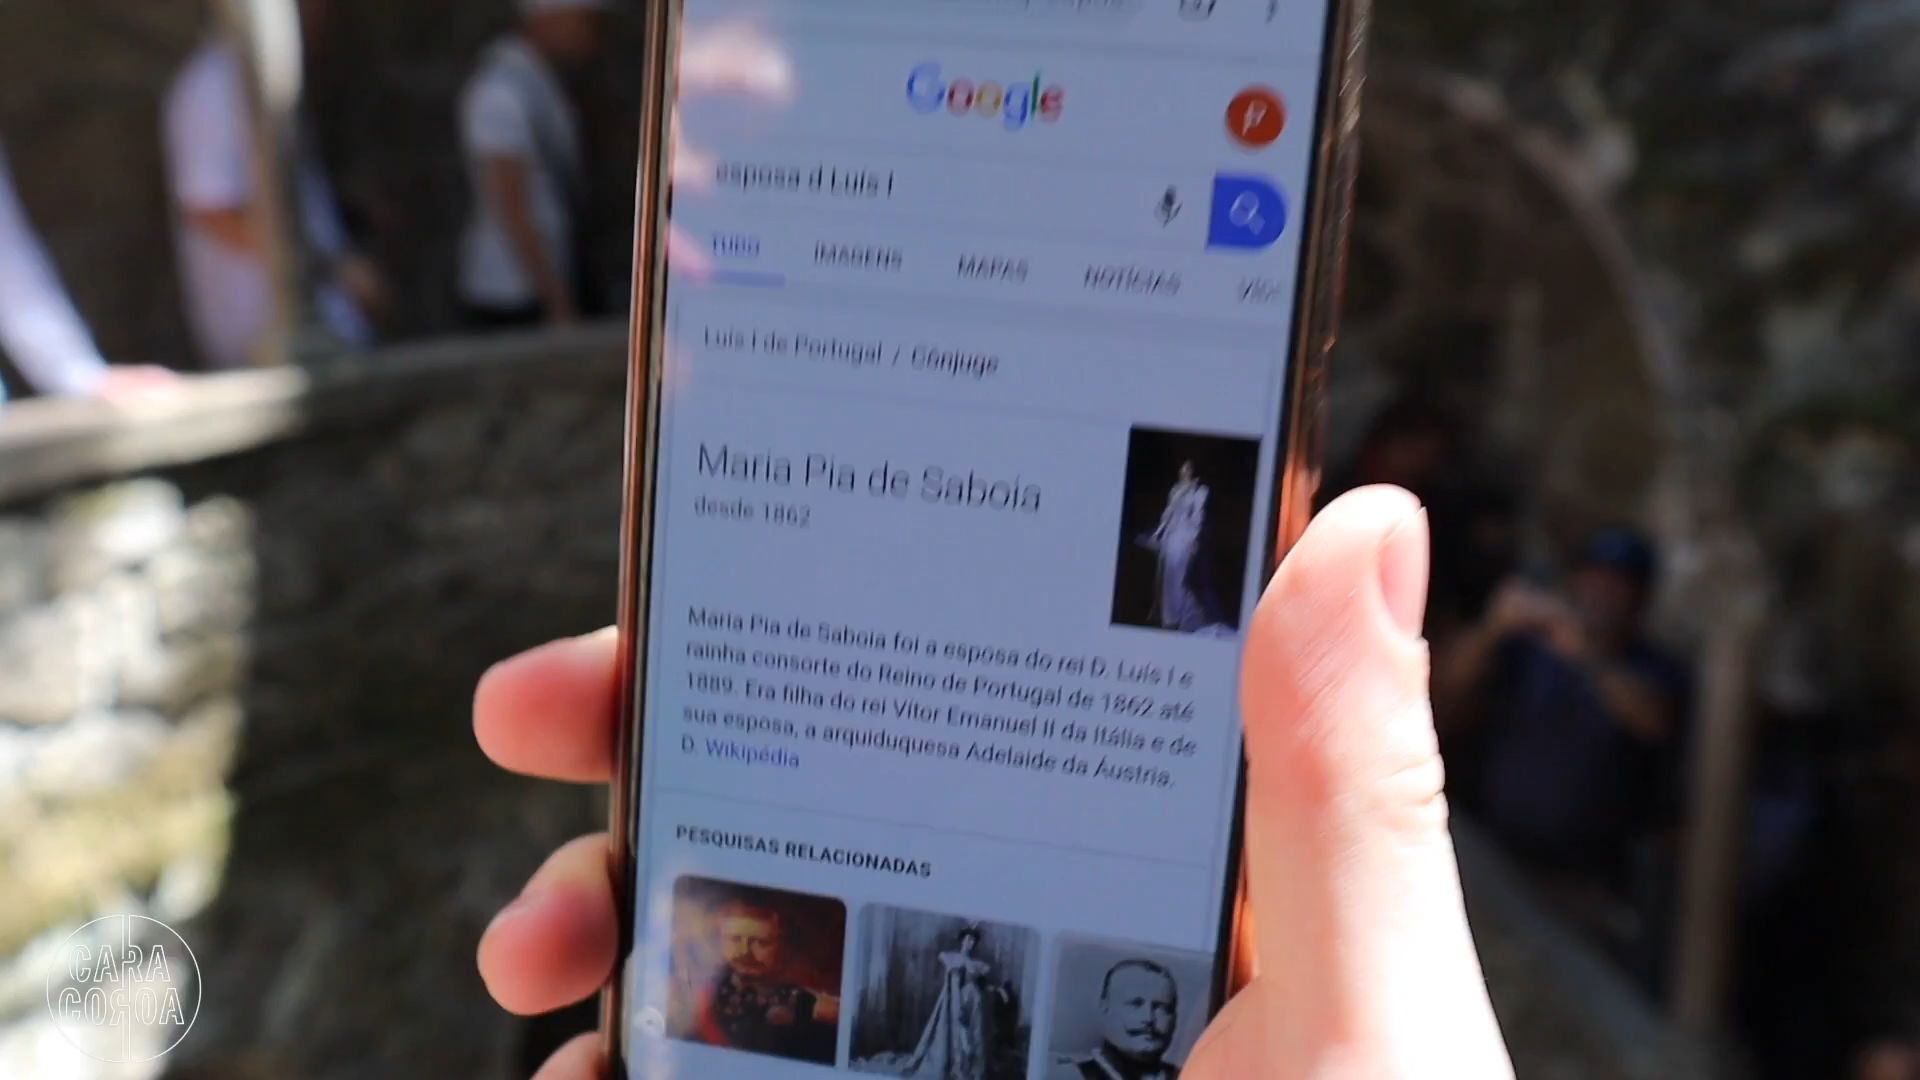 Google
esposa d Luís I
TUDO IMAGENS MAPAS NOTÍCIAS
Luís I de Portugal / Cônjuge
Maria Pia de Saboia
desde 1862
Maria Pia de Saboia foi a esposa do rei D. Luís I e
rainha consorte do Reino de Portugal de 1862 até
1889. Era filha do rei Vítor Emanuel II da Itália e de
sua esposa, a arquiduquesa Adelaide da Áustria.
D. Wikipédia
PESQUISAS RELACIONADAS
CARA
COROA